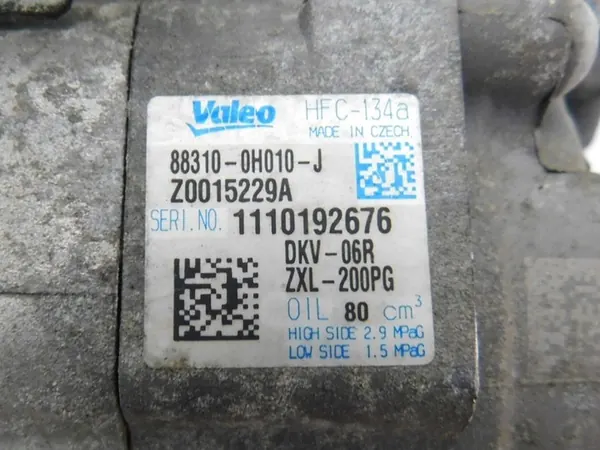 Valeo HFC-134a
MADE IN CZECH
88310-0H010-J
Z0015229A
SERI.NO. 1110192676
DKV-06R
ZXL-200PG
OIL 80 cm³
HIGH SIDE 2.9 MPaG
LOW SIDE 1.5 MPaG